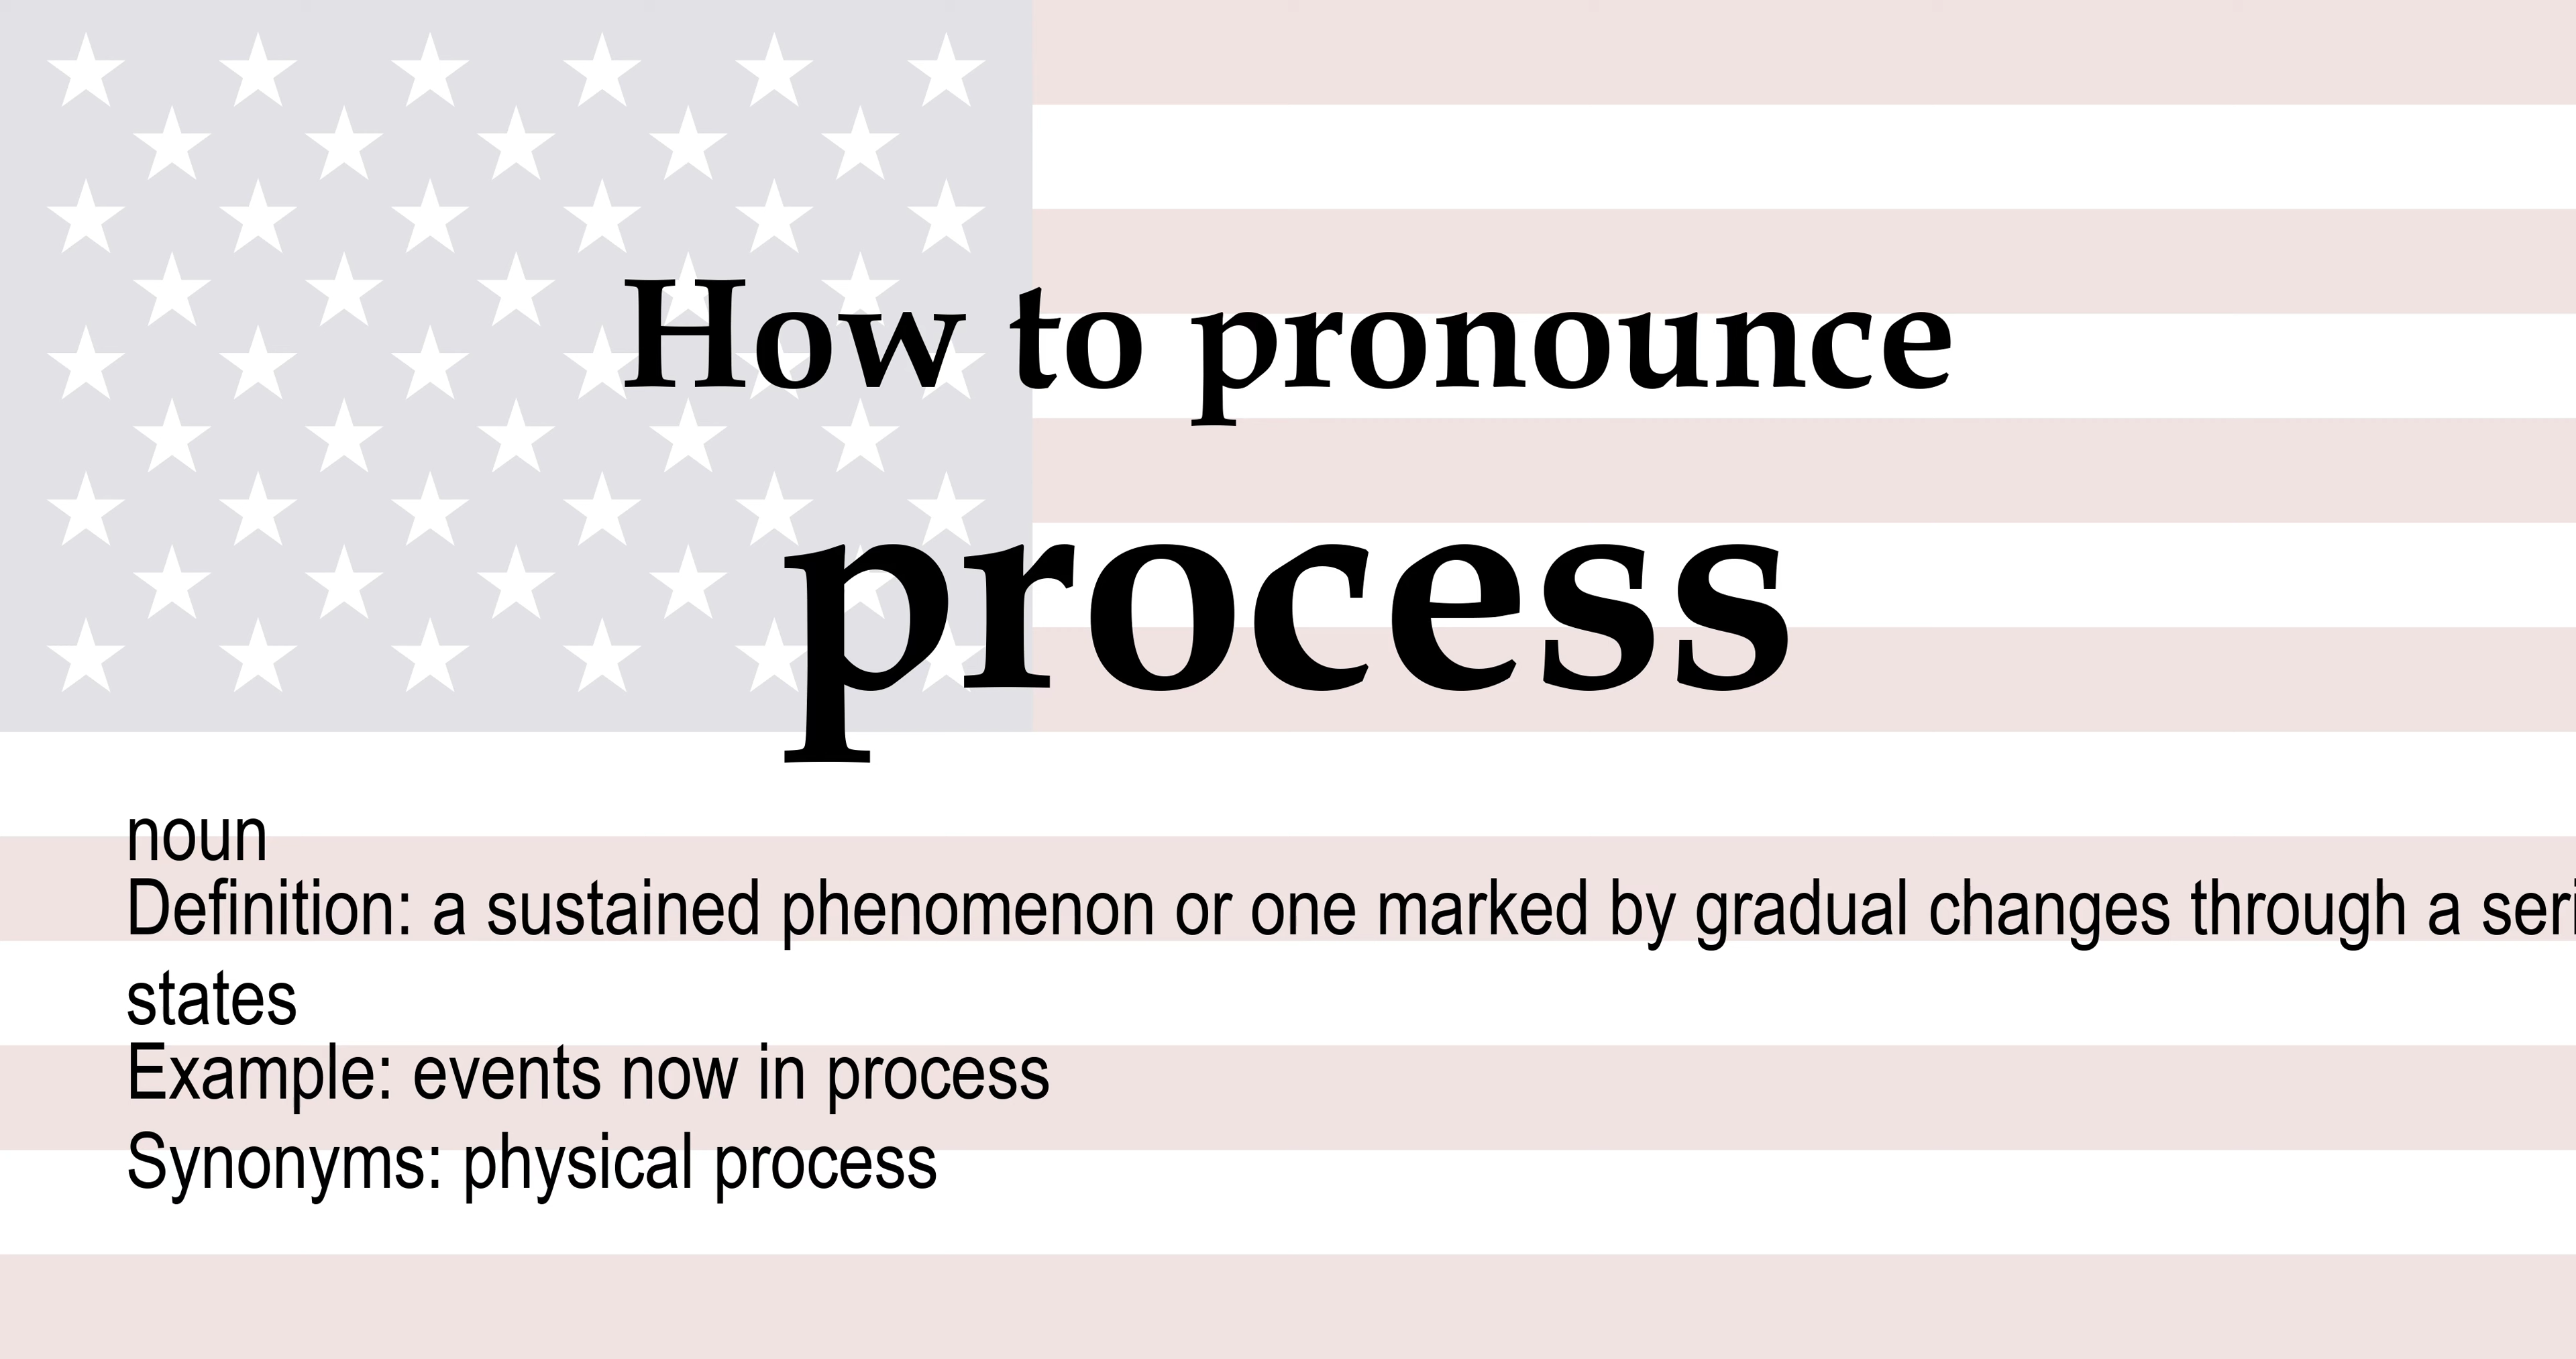 How to pronounce
process
noun
Definition: a sustained phenomenon or one marked by gradual changes through a seri
states
Example: events now in process
Synonyms: physical process